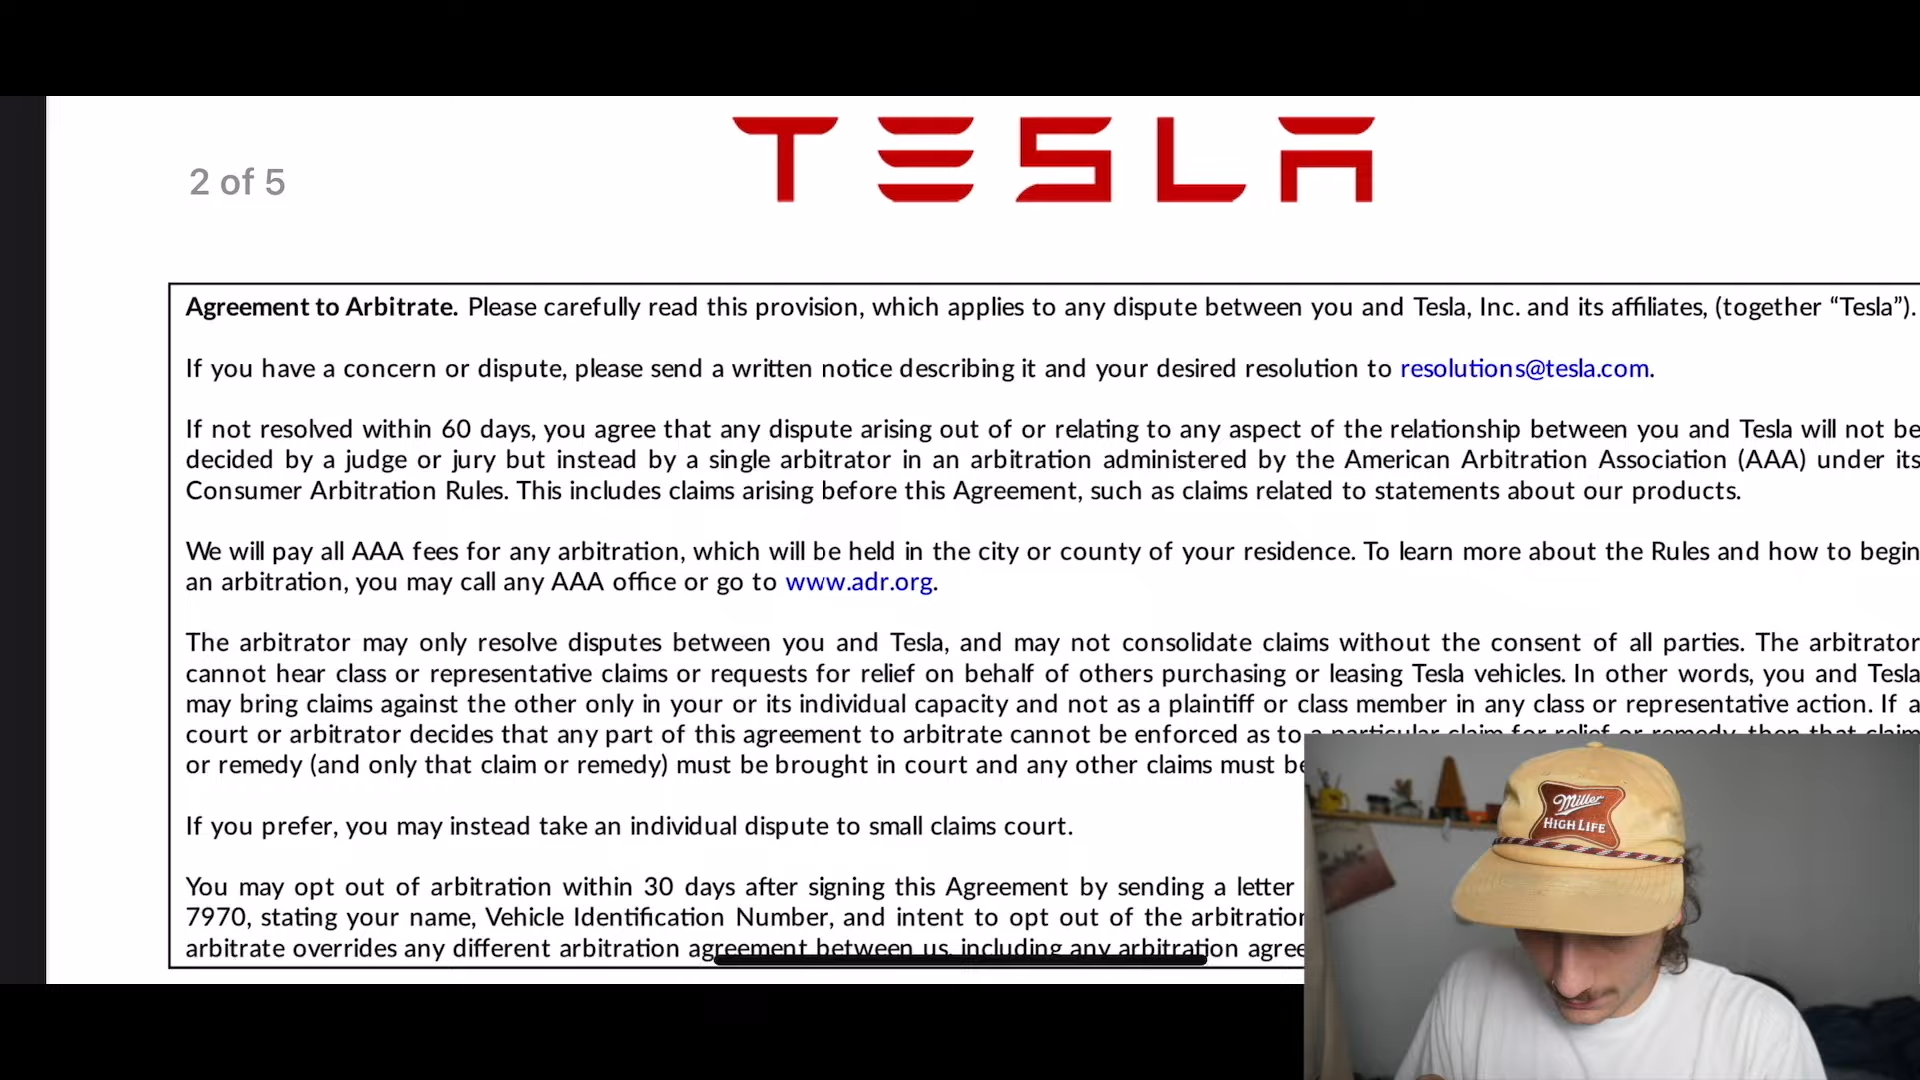 TESLA
2 of 5
Agreement to Arbitrate. Please carefully read this provision, which applies to any dispute between you and Tesla, Inc. and its affiliates, (together “Tesla”).
If you have a concern or dispute, please send a written notice describing it and your desired resolution to resolutions@tesla.com.
If not resolved within 60 days, you agree that any dispute arising out of or relating to any aspect of the relationship between you and Tesla will not be
decided by a judge or jury but instead by a single arbitrator in an arbitration administered by the American Arbitration Association (AAA) under its
Consumer Arbitration Rules. This includes claims arising before this Agreement, such as claims related to statements about our products.
We will pay all AAA fees for any arbitration, which will be held in the city or county of your residence. To learn more about the Rules and how to begin
an arbitration, you may call any AAA office or go to www.adr.org.
The arbitrator may only resolve disputes between you and Tesla, and may not consolidate claims without the consent of all parties. The arbitrator
cannot hear class or representative claims or requests for relief on behalf of others purchasing or leasing Tesla vehicles. In other words, you and Tesla
may bring claims against the other only in your or its individual capacity and not as a plaintiff or class member in any class or representative action. If a
court or arbitrator decides that any part of this agreement to arbitrate cannot be enforced as to a particular claim for relief or remedy, then that claim
or remedy (and only that claim or remedy) must be brought in court and any other claims must be
If you prefer, you may instead take an individual dispute to small claims court.
You may opt out of arbitration within 30 days after signing this Agreement by sending a letter
7970, stating your name, Vehicle Identification Number, and intent to opt out of the arbitration
arbitrate overrides any different arbitration agreement between us, including any arbitration agree
Miller
HIGH LIFE